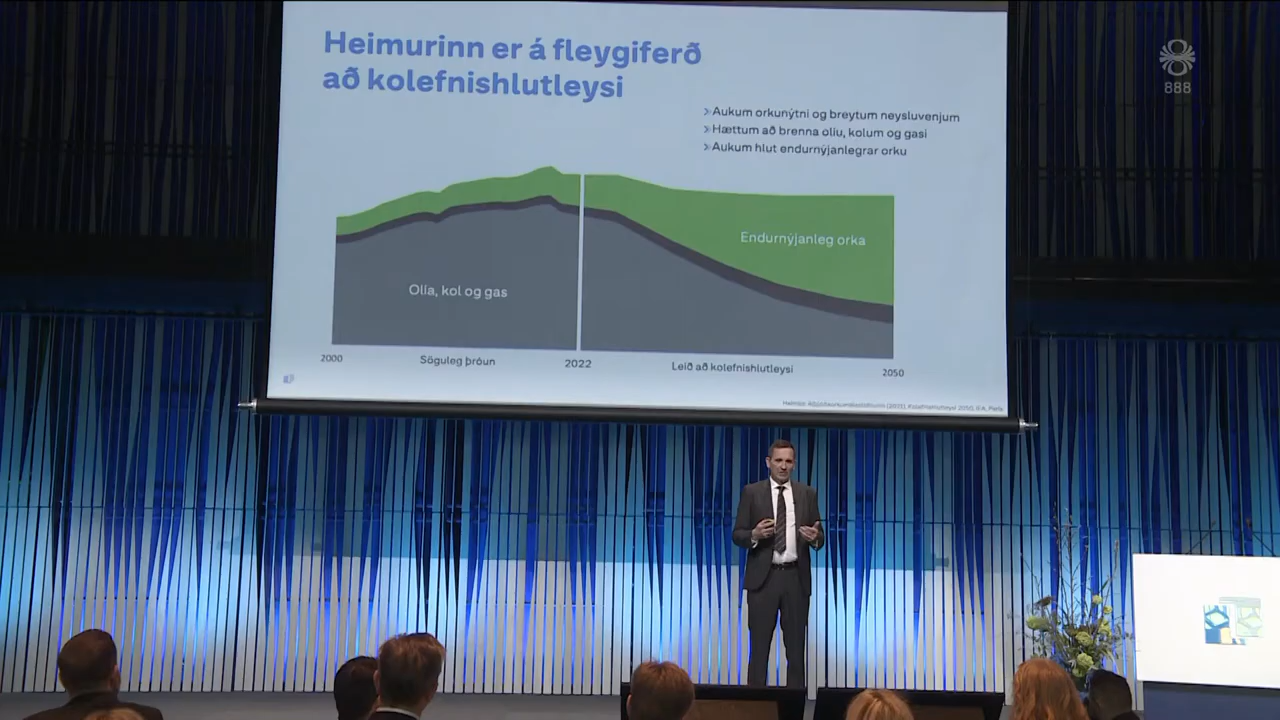 Heimurinn er á fleygiferð
að kolefnishlutleysi
888
Aukum orkunýtni og breytum neysluvenjum
Hættum að brenna olíu, kolum og gasi
Aukum hlut endurnýjanlegrar orku
Endurnýjanleg orka
Olía, kol og gas
2000
Söguleg þróun
2022
Leið að kolefnishlutleysi
2050